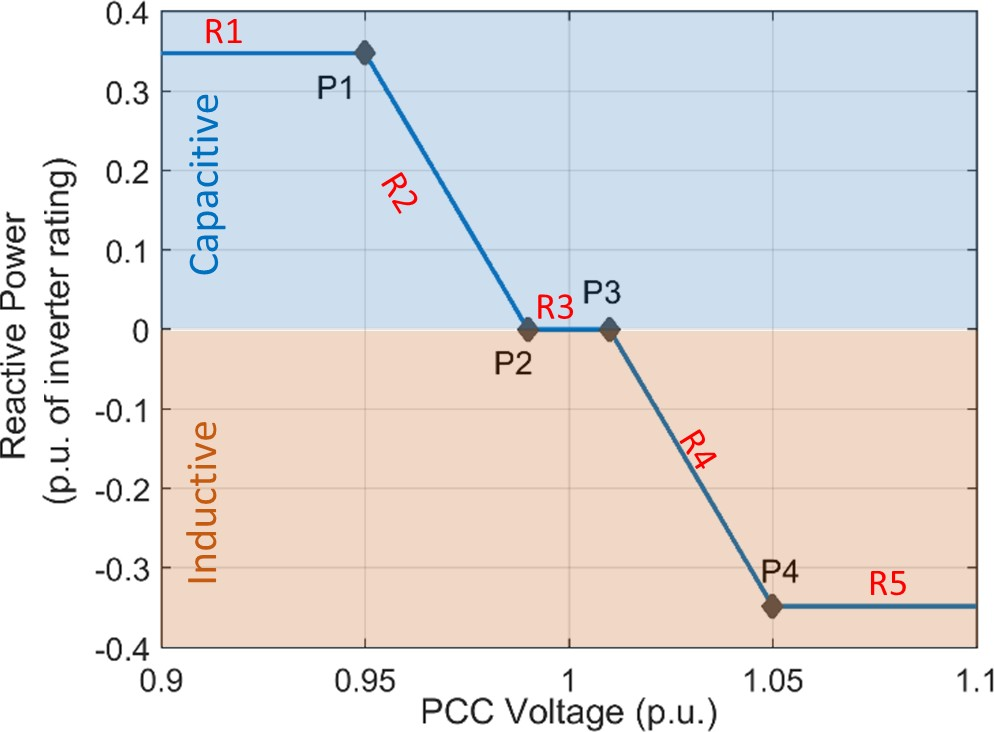 0.4
0.3
0.2
0.1
0
-0.1
-0.2
-0.3
-0.4
Reactive Power
(p.u. of inverter rating)
Capacitive
Inductive
R1
P1
R2
R3
P3
P2
R4
P4
R5
0.9
0.95
1
1.05
1.1
PCC Voltage (p.u.)